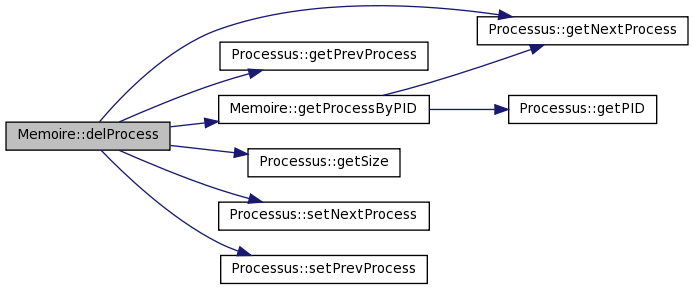 Processus::getNextProcess
Processus::getPrevProcess
Memoire::getProcessByPID
Processus::getPID
Memoire::delProcess
Processus::getSize
Processus::setNextProcess
Processus::setPrevProcess